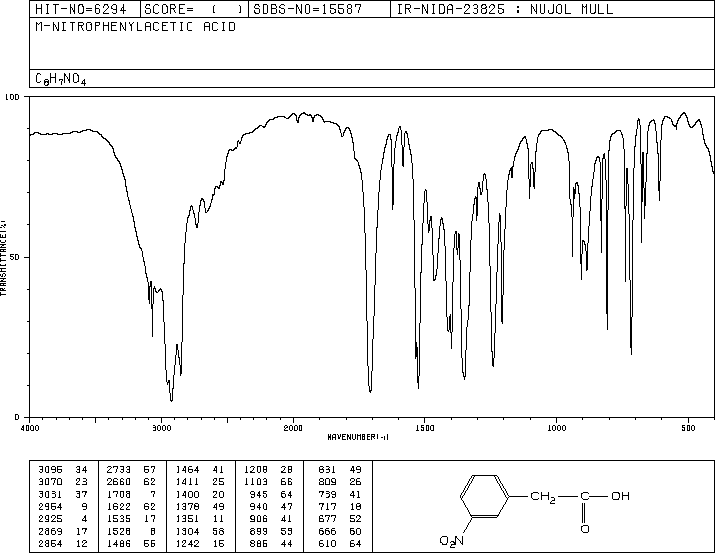 HIT-NO=6294 SCORE= ( ) SDBS-NO=15587 IR-NIDA-23825 : NUJOL MULL
M-NITROPHENYLACETIC ACID
C8H7NO4
100
TRANSMITTANCE(%)
50
0
4000 3000 2000 1500 1000 500
WAVENUMBER(-1)
3095 34 2733 57 1464 41 1208 28 831 49
3070 23 2660 62 1411 25 1103 66 809 26
3031 37 1708 7 1400 20 945 64 739 41
2954 9 1622 62 1378 49 940 47 717 18
2925 4 1535 17 1351 11 906 41 677 52
2869 17 1528 8 1304 58 899 59 666 60
2854 12 1486 55 1242 15 885 44 610 64
CH2 C OH
O
O2N